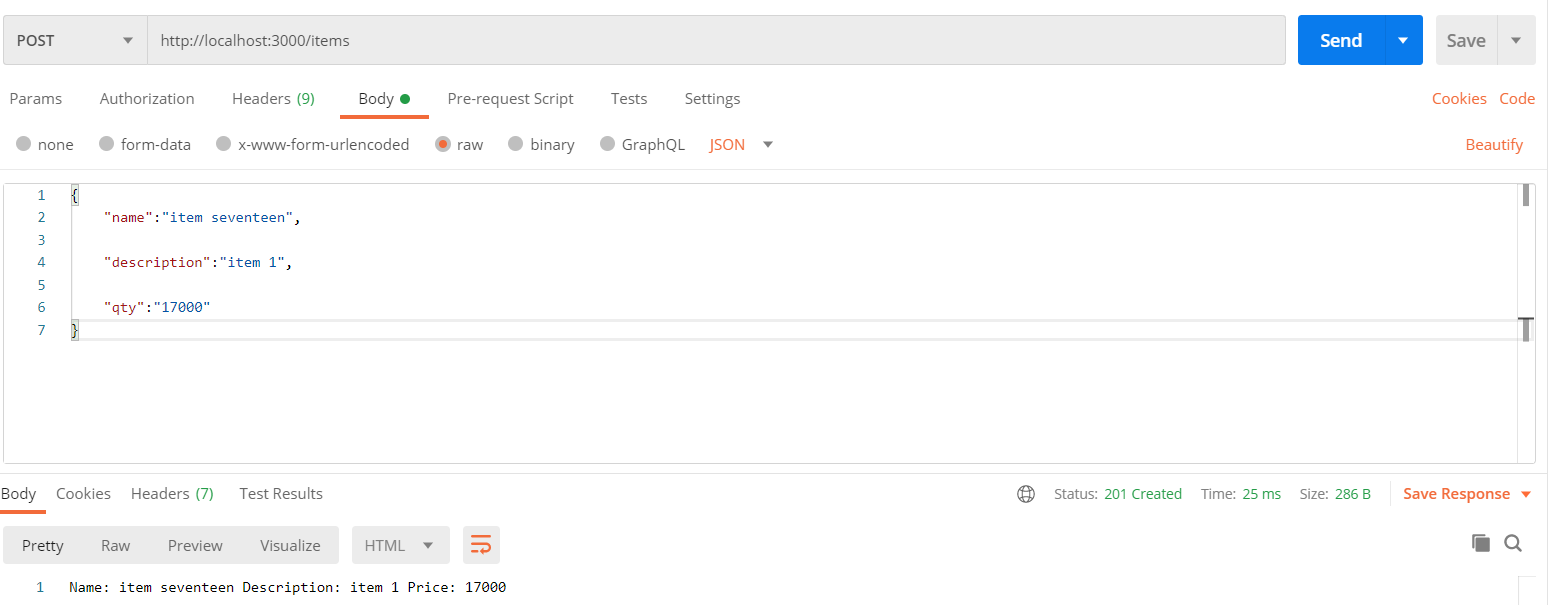 POST http://localhost:3000/items Send Save
Params Authorization Headers (9) Body Pre-request Script Tests Settings Cookies Code
none form-data x-www-form-urlencoded raw binary GraphQL JSON Beautify
1 {
2 "name":"item seventeen",
3
4 "description":"item 1",
5
6 "qty":"17000"
7 }
Body Cookies Headers (7) Test Results Status: 201 Created Time: 25 ms Size: 286 B Save Response
Pretty Raw Preview Visualize HTML
1 Name: item seventeen Description: item 1 Price: 17000